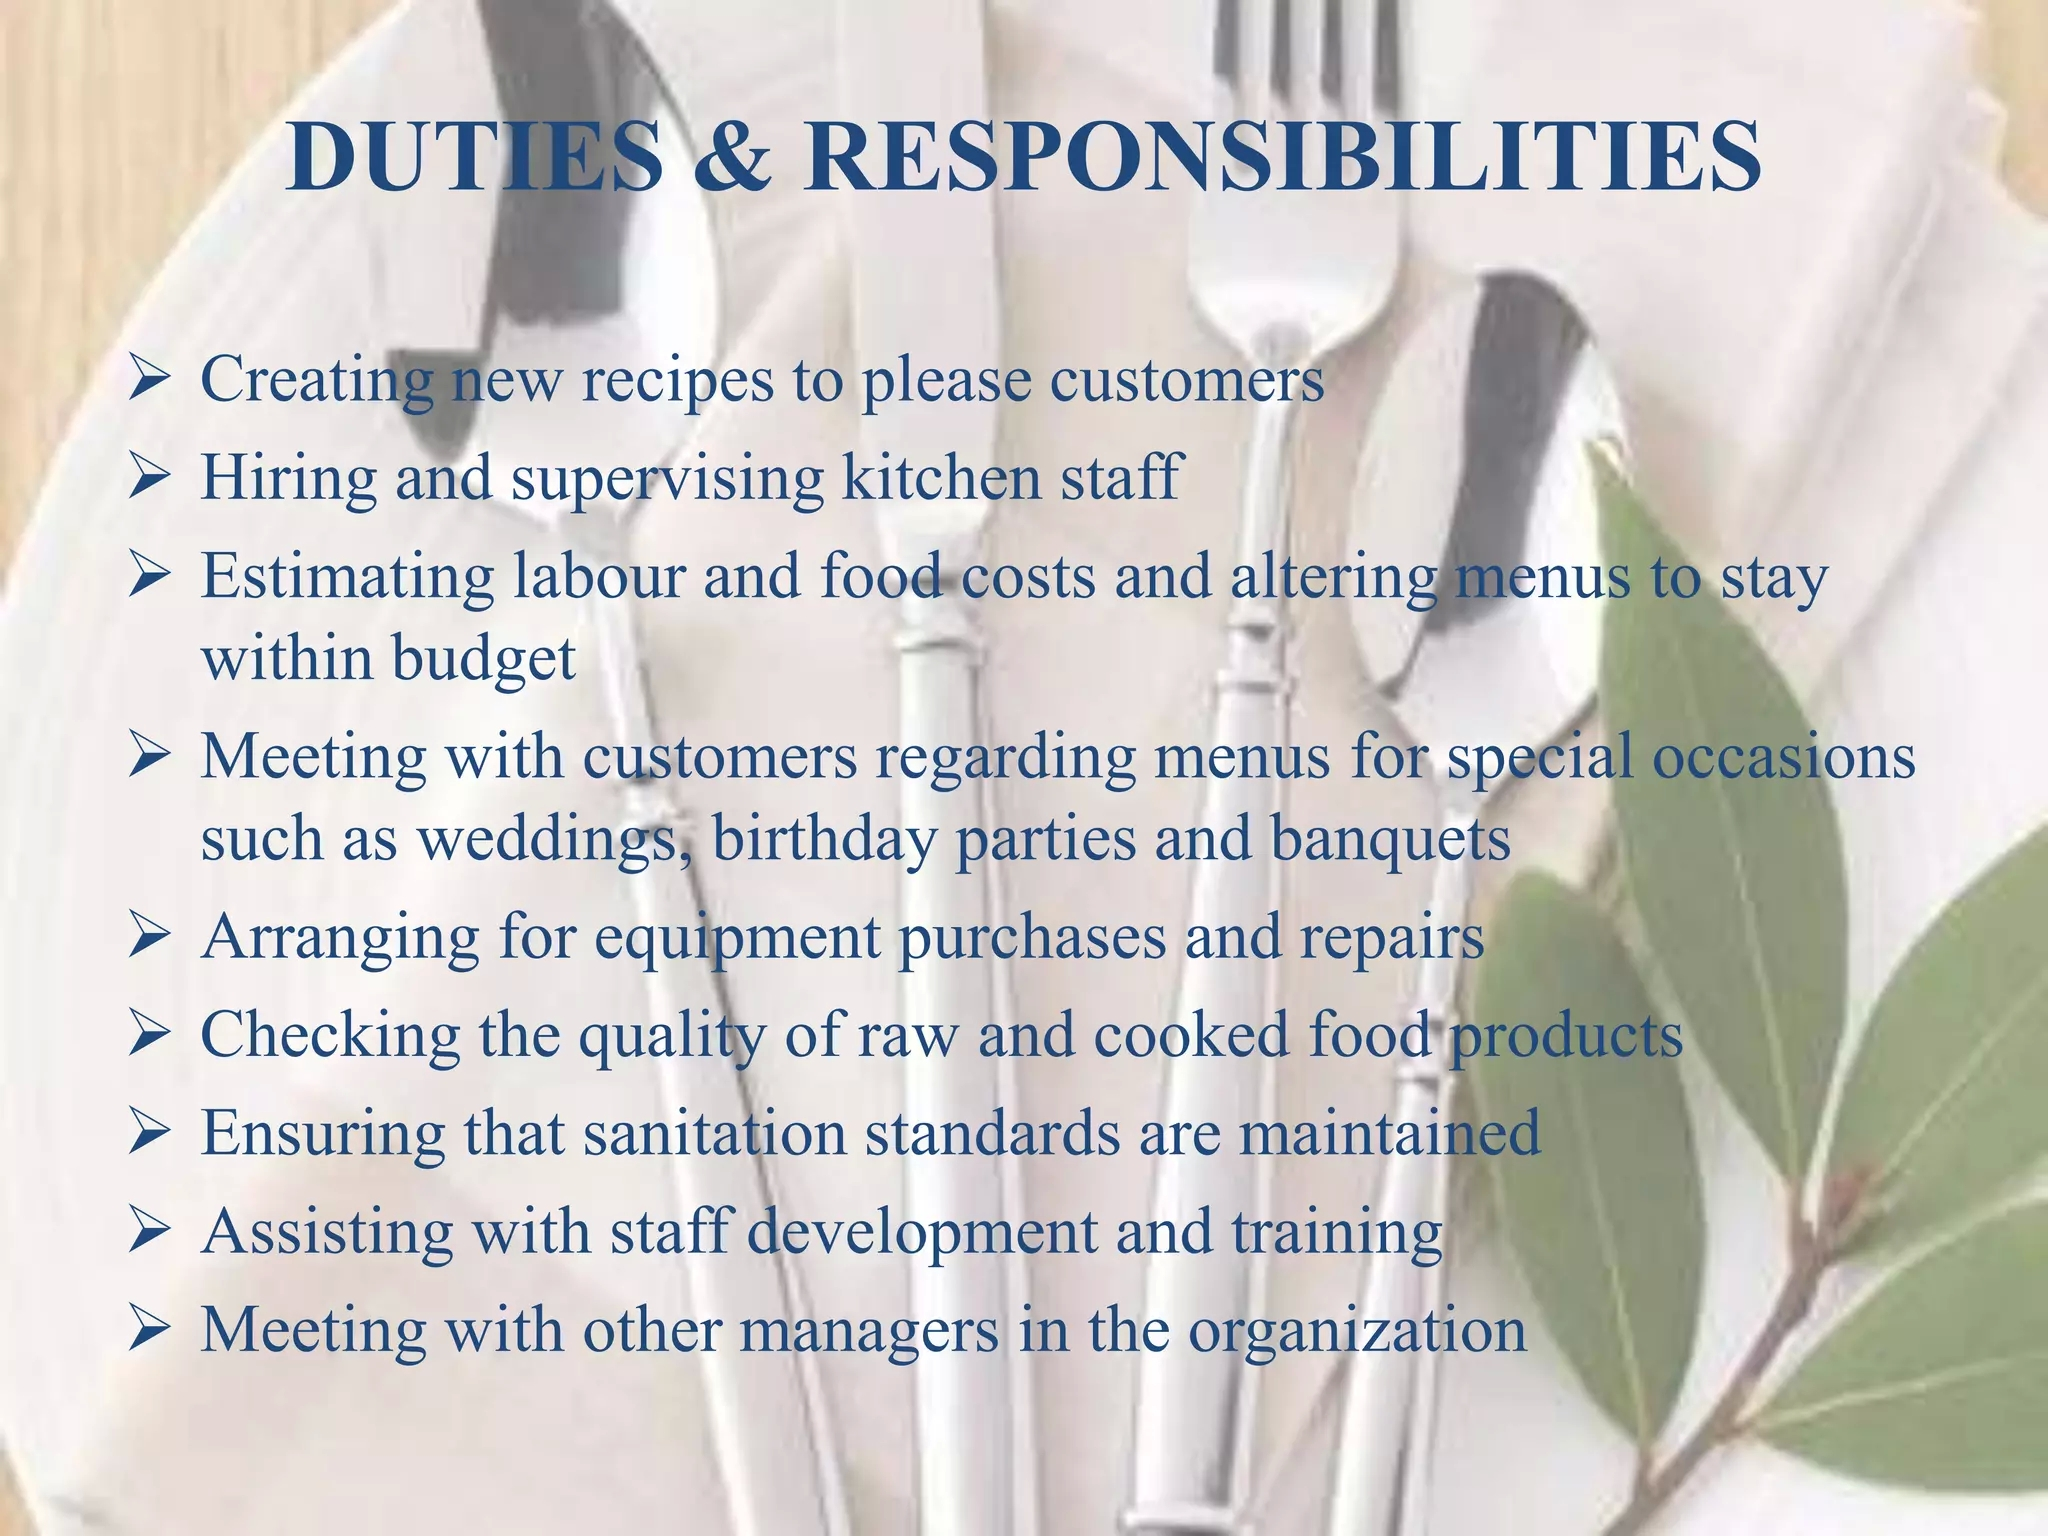 DUTIES & RESPONSIBILITIES
➢ Creating new recipes to please customers
➢ Hiring and supervising kitchen staff
➢ Estimating labour and food costs and altering menus to stay
within budget
➢ Meeting with customers regarding menus for special occasions
such as weddings, birthday parties and banquets
➢ Arranging for equipment purchases and repairs
➢ Checking the quality of raw and cooked food products
➢ Ensuring that sanitation standards are maintained
➢ Assisting with staff development and training
➢ Meeting with other managers in the organization